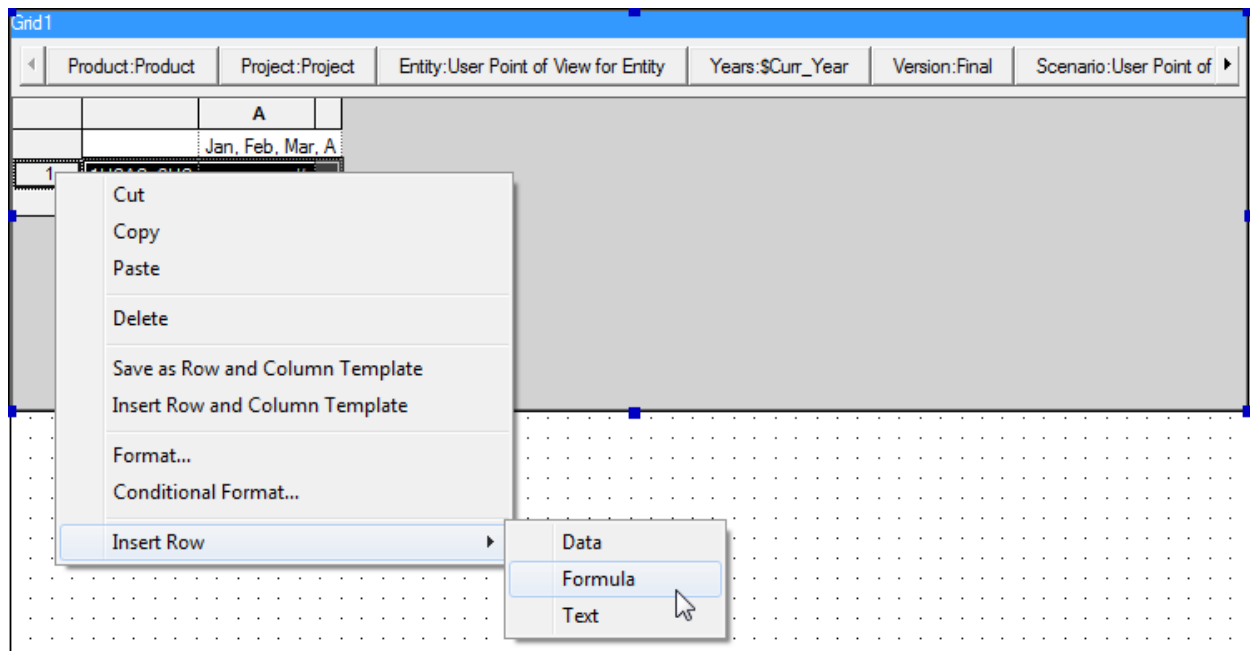 Grid1
Product:Product Project:Project Entity:User Point of View for Entity Years:$Curr_Year Version:Final Scenario:User Point of
A
Jan, Feb, Mar, A
1
Cut
Copy
Paste
Delete
Save as Row and Column Template
Insert Row and Column Template
Format...
Conditional Format...
Insert Row
Data
Formula
Text